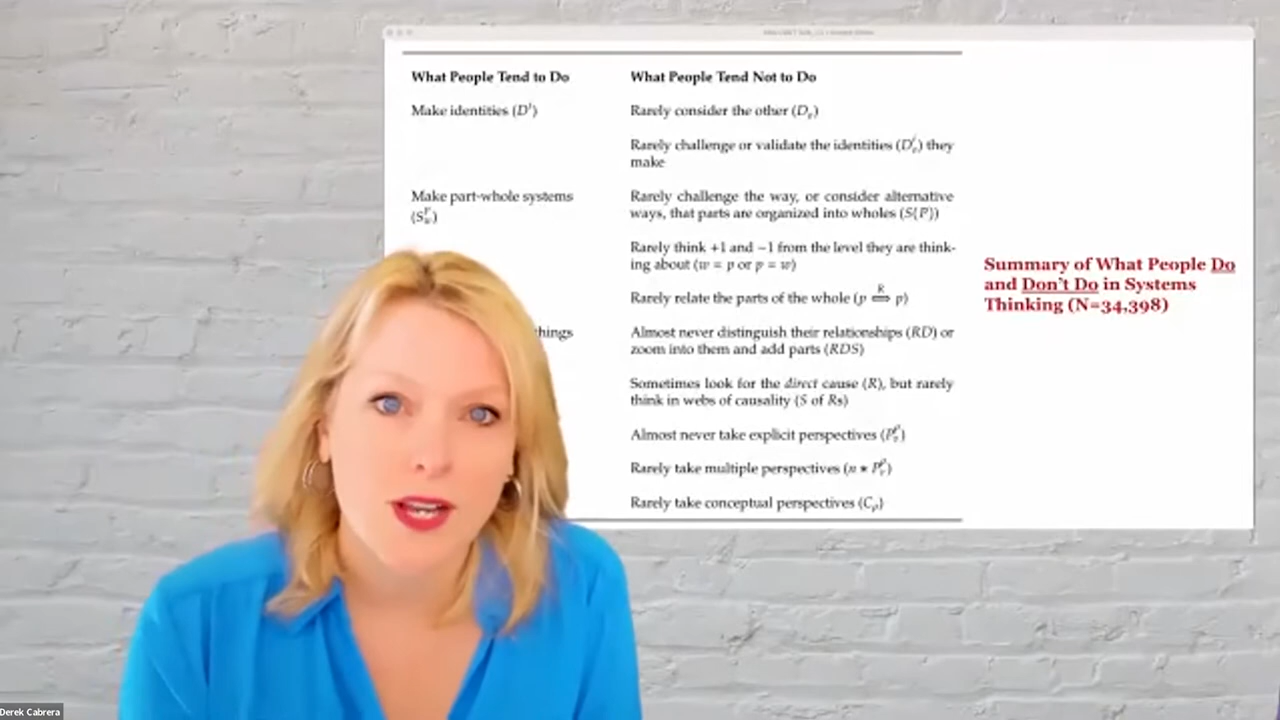 What People Tend to Do What People Tend Not to Do
Make identities (Dⁱ) Rarely consider the other (Dₒ)
Rarely challenge or validate the identities (Dⁱₒ) they
make
Make part-whole systems Rarely challenge the way, or consider alternative
(Sᵖw) ways, that parts are organized into wholes (S{P})
Rarely think +1 and −1 from the level they are think-
ing about (w = p or p = w)
Rarely relate the parts of the whole (p ⟺ᴿ p)
things Almost never distinguish their relationships (RD) or
zoom into them and add parts (RDS)
Sometimes look for the direct cause (R), but rarely
think in webs of causality (S of Rs)
Almost never take explicit perspectives
Rarely take multiple perspectives
Rarely take conceptual perspectives (Cₚ)
Summary of What People Do
and Don't Do in Systems
Thinking (N=34,398)
Derek Cabrera